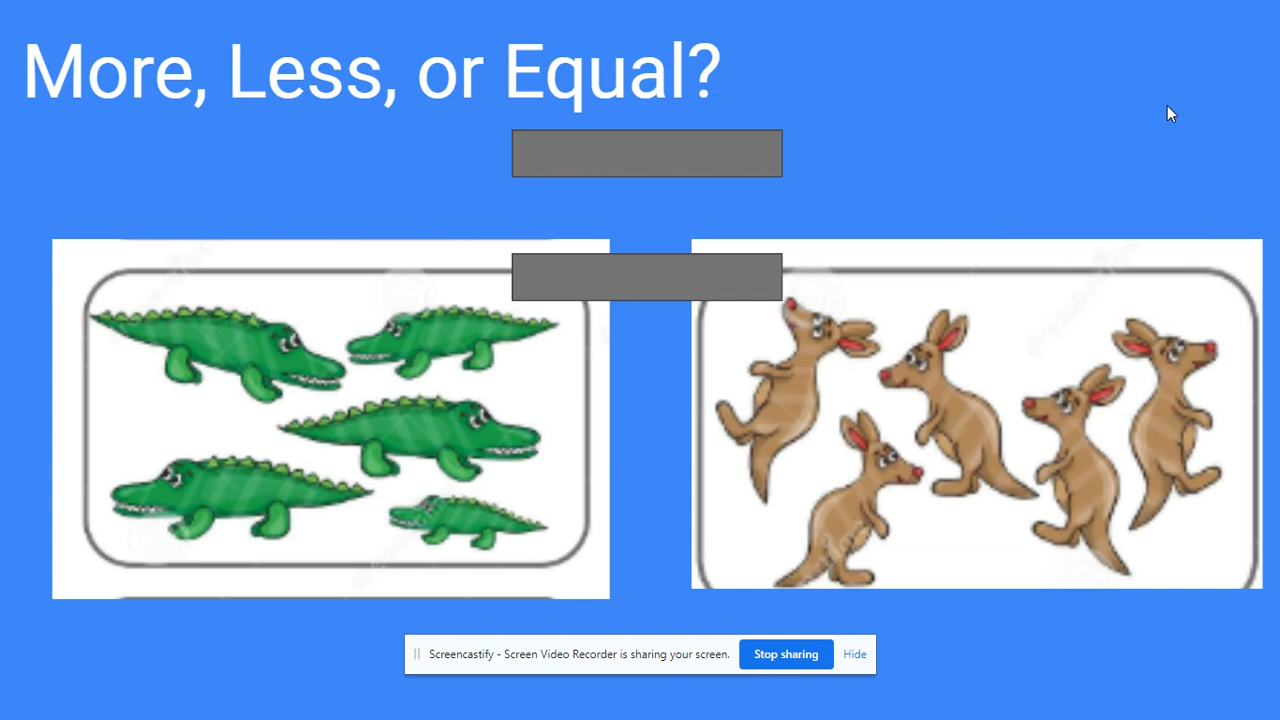 More, Less, or Equal?
Screencastify - Screen Video Recorder is sharing your screen. Stop sharing Hide